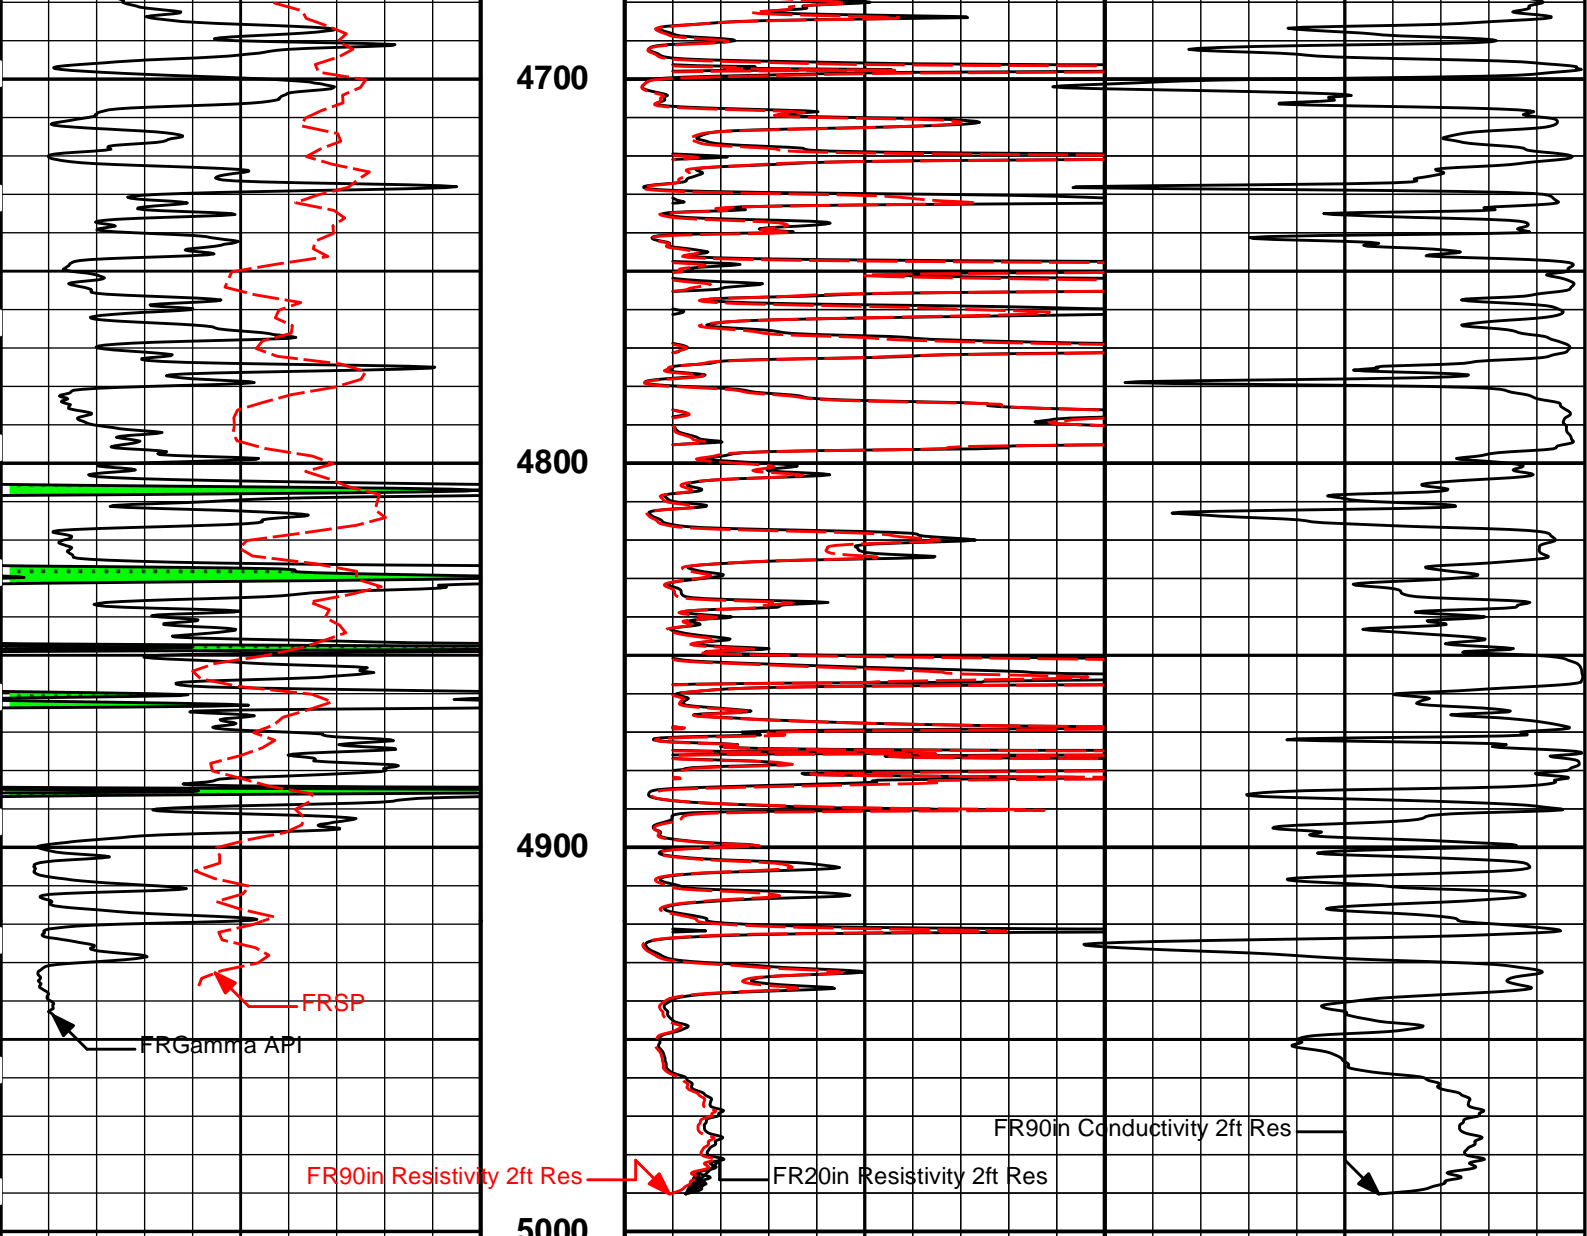 4700
4800
4900
FRSP
FRGamma API
FR90in Conductivity 2ft Res
FR90in Resistivity 2ft Res
FR20in Resistivity 2ft Res
5000